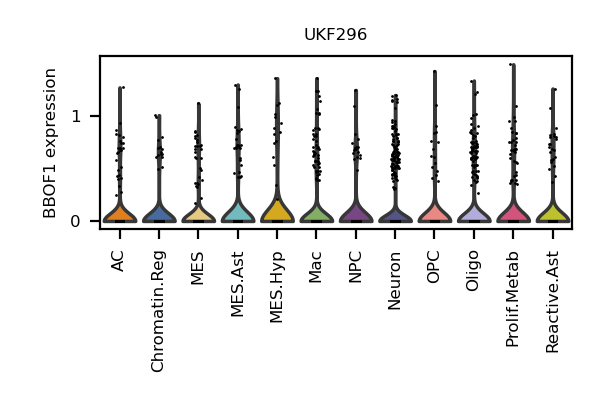 UKF296
BBOF1 expression
1
0
AC
Chromatin.Reg
MES
MES.Ast
MES.Hyp
Mac
NPC
Neuron
OPC
Oligo
Prolif.Metab
Reactive.Ast